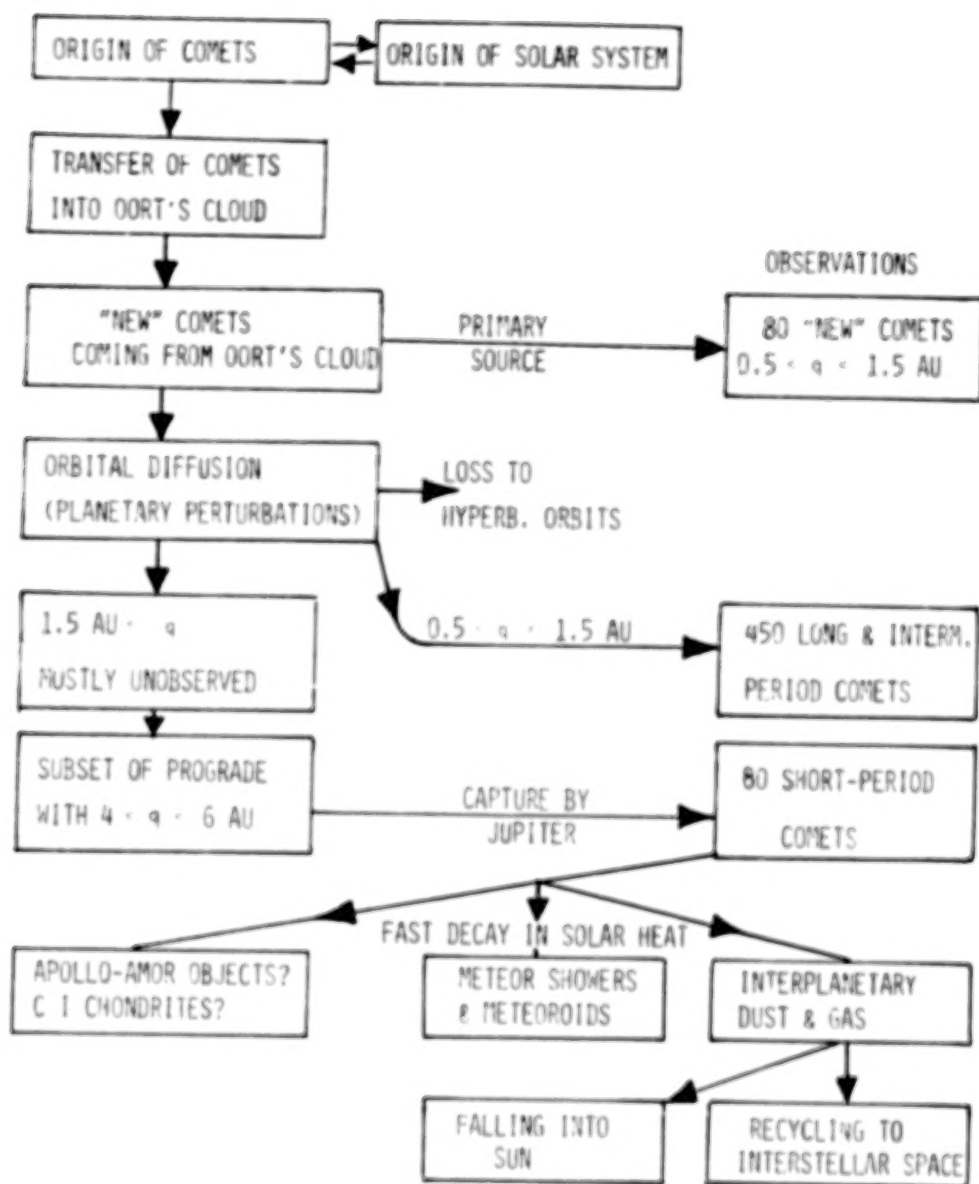 ORIGIN OF COMETS
ORIGIN OF SOLAR SYSTEM
TRANSFER OF COMETS
INTO OORT'S CLOUD
OBSERVATIONS
"NEW" COMETS
COMING FROM OORT'S CLOUD
PRIMARY
SOURCE
80 "NEW" COMETS
0.5 < q < 1.5 AU
ORBITAL DIFFUSION
(PLANETARY PERTURBATIONS)
LOSS TO
HYPERB. ORBITS
1.5 AU < q
MOSTLY UNOBSERVED
0.5 < q < 1.5 AU
450 LONG & INTERM.
PERIOD COMETS
SUBSET OF PROGRADE
WITH 4 < q < 6 AU
CAPTURE BY
JUPITER
80 SHORT-PERIOD
COMETS
FAST DECAY IN SOLAR HEAT
APOLLO-AMOR OBJECTS?
C I CHONDRITES?
METEOR SHOWERS
& METEOROIDS
INTERPLANETARY
DUST & GAS
FALLING INTO
SUN
RECYCLING TO
INTERSTELLAR SPACE